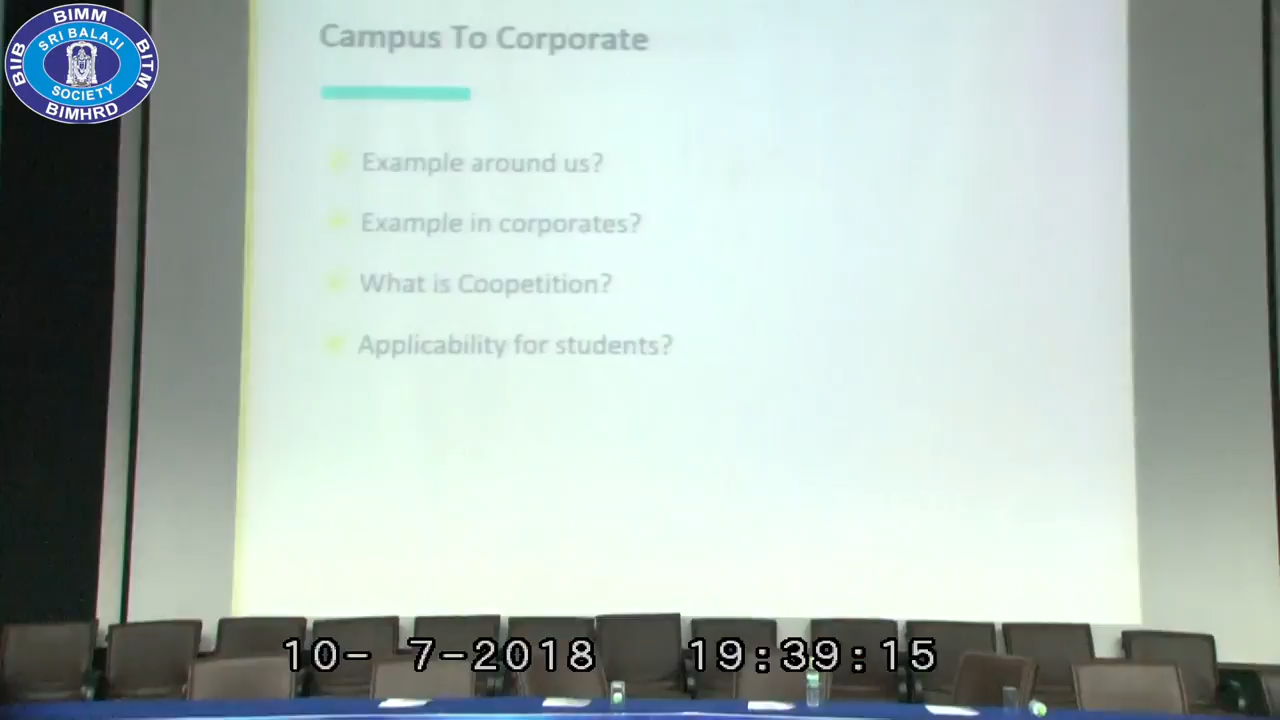 BIMM
BIIB
SRI BALAJI
SOCIETY
BITM
BIMHRD
Campus To Corporate
Example around us?
Example in corporates?
What is Coopetition?
Applicability for students?
10- 7-2018 19:39:15